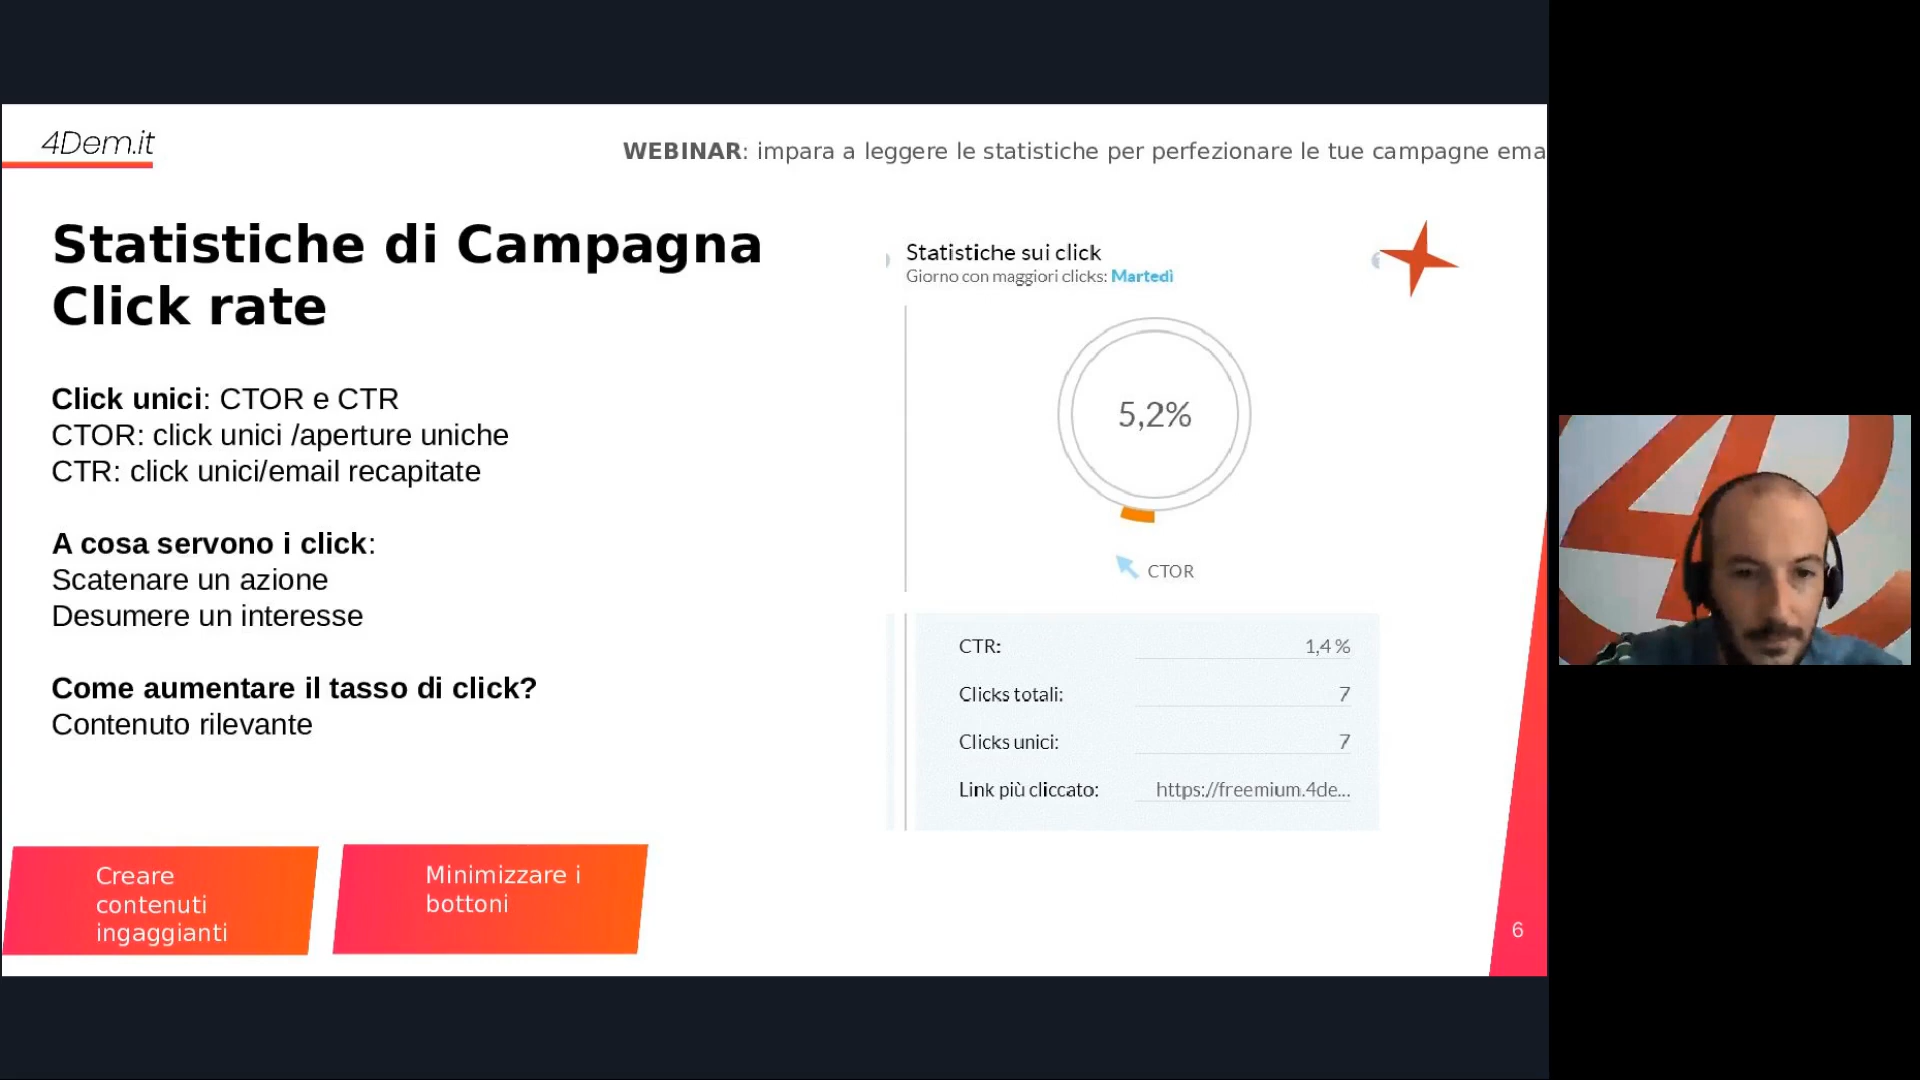 4Dem.it
WEBINAR: impara a leggere le statistiche per perfezionare le tue campagne ema
Statistiche di Campagna
Click rate
Click unici: CTOR e CTR
CTOR: click unici /aperture uniche
CTR: click unici/email recapitate
A cosa servono i click:
Scatenare un azione
Desumere un interesse
Come aumentare il tasso di click?
Contenuto rilevante
Creare
contenuti
ingaggianti
Minimizzare i
bottoni
Statistiche sui click
Giorno con maggiori clicks: Martedì
5,2%
CTOR
CTR: 1,4 %
Clicks totali: 7
Clicks unici: 7
Link più cliccato: https://freemium.4de...
6